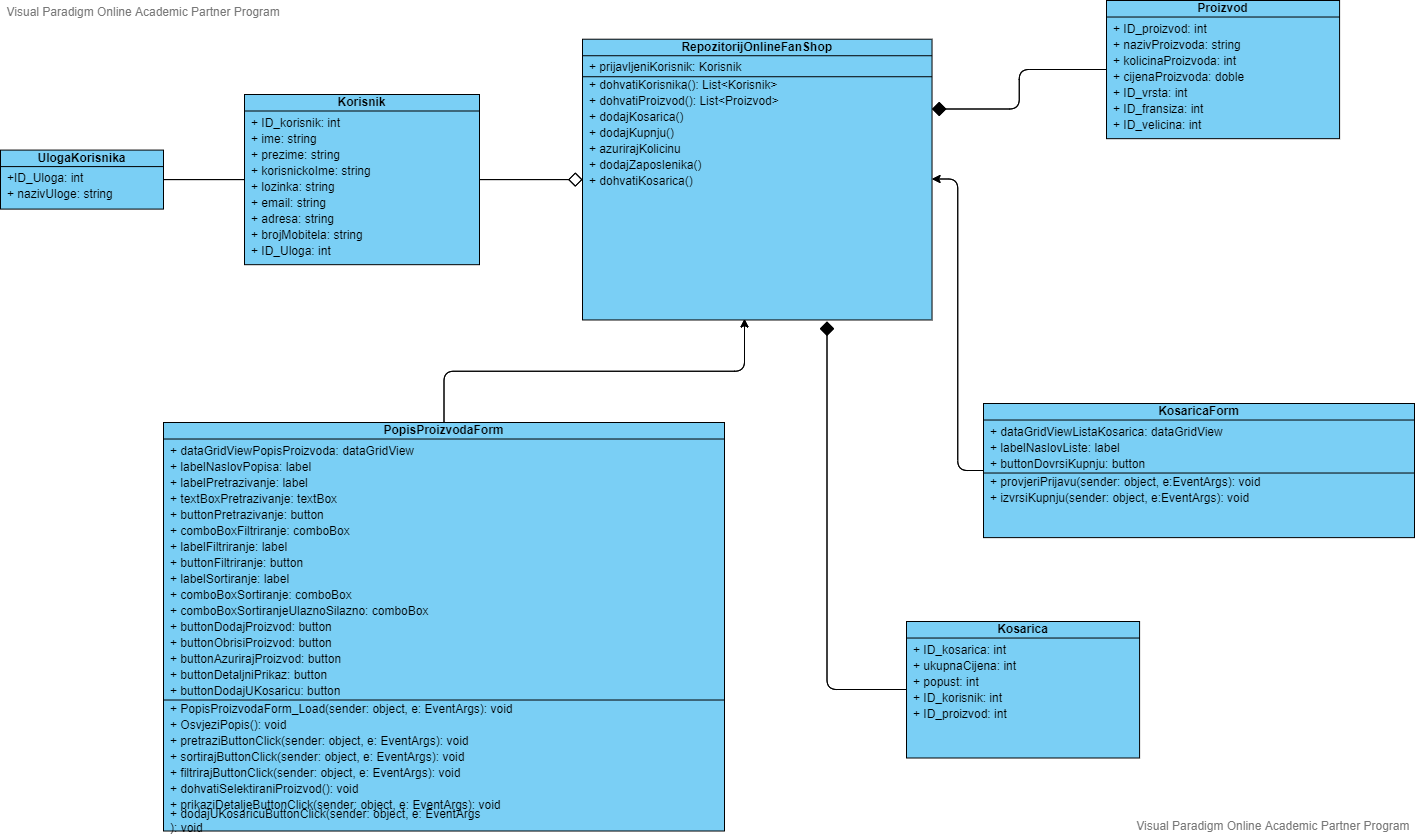 Visual Paradigm Online Academic Partner Program
Proizvod
+ ID_proizvod: int
+ nazivProizvoda: string
+ kolicinaProizvoda: int
+ cijenaProizvoda: doble
+ ID_vrsta: int
+ ID_fransiza: int
+ ID_velicina: int
RepozitorijOnlineFanShop
+ prijavljeniKorisnik: Korisnik
+ dohvatiKorisnika(): List<Korisnik>
+ dohvatiProizvod(): List<Proizvod>
+ dodajKosarica()
+ dodajKupnju()
+ azurirajKolicinu
+ dodajZaposlenika()
+ dohvatiKosarica()
Korisnik
+ ID_korisnik: int
+ ime: string
+ prezime: string
+ korisnickoIme: string
+ lozinka: string
+ email: string
+ adresa: string
+ brojMobitela: string
+ ID_Uloga: int
UlogaKorisnika
+ID_Uloga: int
+ nazivUloge: string
PopisProizvodaForm
+ dataGridViewPopisProizvoda: dataGridView
+ labelNaslovPopisa: label
+ labelPretrazivanje: label
+ textBoxPretrazivanje: textBox
+ buttonPretrazivanje: button
+ comboBoxFiltriranje: comboBox
+ labelFiltriranje: label
+ buttonFiltriranje: button
+ labelSortiranje: label
+ comboBoxSortiranje: comboBox
+ comboBoxSortiranjeUlaznoSilazno: comboBox
+ buttonDodajProizvod: button
+ buttonObrisiProizvod: button
+ buttonAzurirajProizvod: button
+ buttonDetaljniPrikaz: button
+ buttonDodajUKosaricu: button
+ PopisProizvodaForm_Load(sender: object, e: EventArgs): void
+ OsvjeziPopis(): void
+ pretraziButtonClick(sender: object, e: EventArgs): void
+ sortirajButtonClick(sender: object, e: EventArgs): void
+ filtrirajButtonClick(sender: object, e: EventArgs): void
+ dohvatiSelektiraniProizvod(): void
+ prikaziDetaljeButtonClick(sender: object, e: EventArgs): void
+ dodajUKosaricuButtonClick(sender: object, e: EventArgs
): void
KosaricaForm
+ dataGridViewListaKosarica: dataGridView
+ labelNaslovListe: label
+ buttonDovrsiKupnju: button
+ provjeriPrijavu(sender: object, e:EventArgs): void
+ izvrsiKupnju(sender: object, e:EventArgs): void
Kosarica
+ ID_kosarica: int
+ ukupnaCijena: int
+ popust: int
+ ID_korisnik: int
+ ID_proizvod: int
Visual Paradigm Online Academic Partner Program